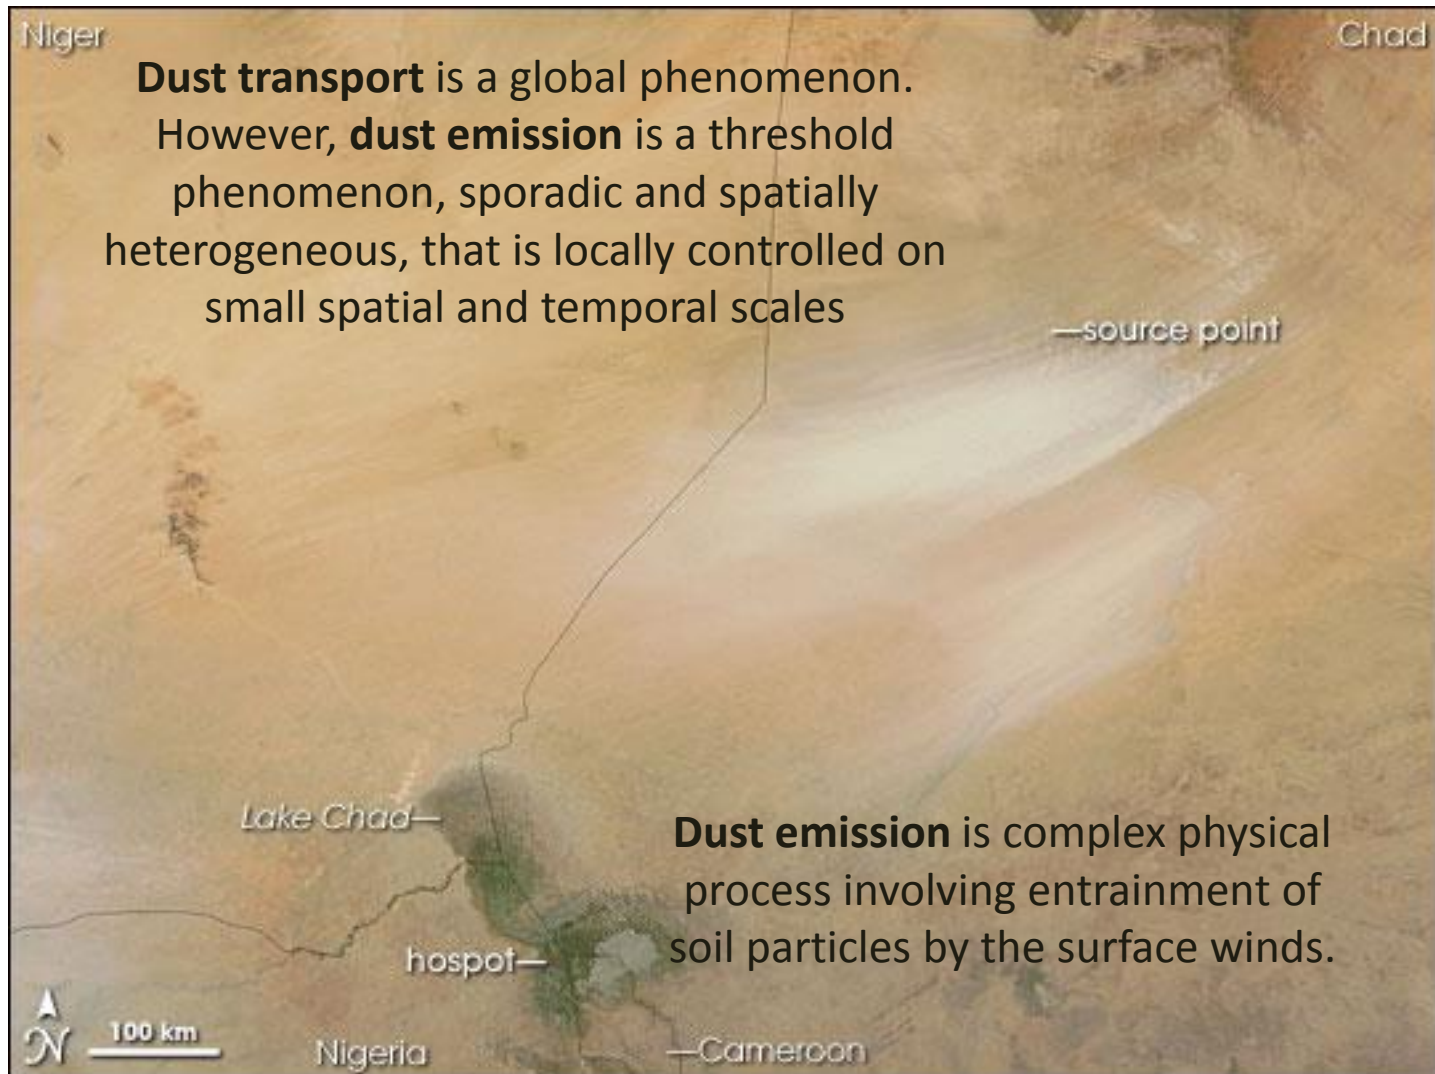 Niger
Chad
Dust transport is a global phenomenon.
However, dust emission is a threshold
phenomenon, sporadic and spatially
heterogeneous, that is locally controlled on
small spatial and temporal scales
—source point
Lake Chad—
Dust emission is complex physical
process involving entrainment of
soil particles by the surface winds.
hospot—
N
100 km
Nigeria
—Cameroon